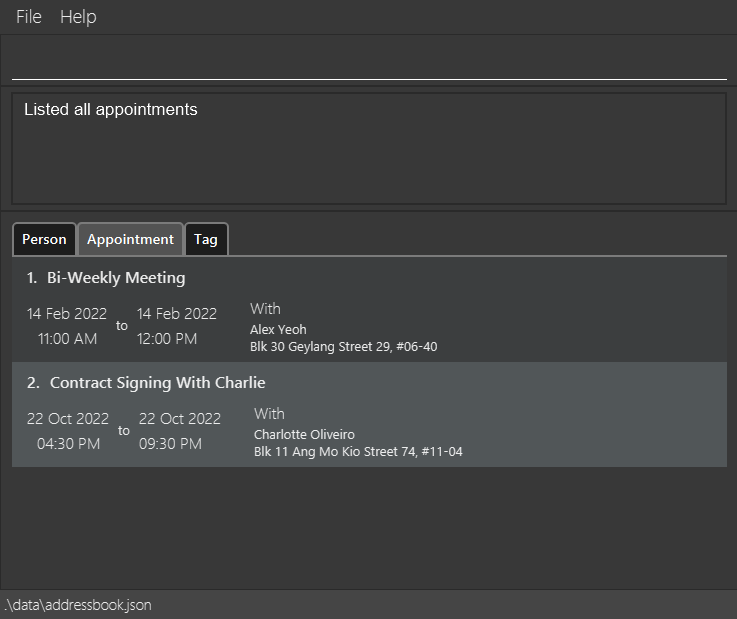 File Help
Listed all appointments
Person Appointment Tag
1. Bi-Weekly Meeting
14 Feb 2022 to 14 Feb 2022 With
11:00 AM 12:00 PM Alex Yeoh
Blk 30 Geylang Street 29, #06-40
2. Contract Signing With Charlie
22 Oct 2022 to 22 Oct 2022 With
04:30 PM 09:30 PM Charlotte Oliveiro
Blk 11 Ang Mo Kio Street 74, #11-04
.\data\addressbook.json